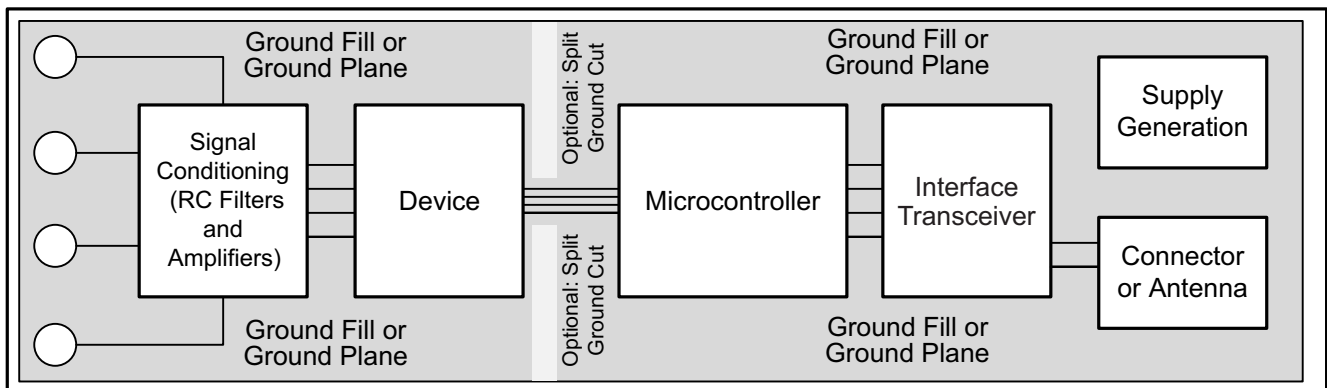 Ground Fill or
Ground Plane
Optional: Split
Ground Cut
Ground Fill or
Ground Plane
Supply
Generation
Signal
Conditioning
(RC Filters
and
Amplifiers)
Device
Microcontroller
Interface
Transceiver
Connector
or Antenna
Ground Fill or
Ground Plane
Optional: Split
Ground Cut
Ground Fill or
Ground Plane